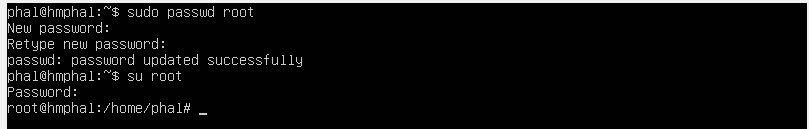 phal@hmphal:~$ sudo passwd root
New password:
Retype new password:
passwd: password updated successfully
phal@hmphal:~$ su root
Password:
root@hmphal:/home/phal# _